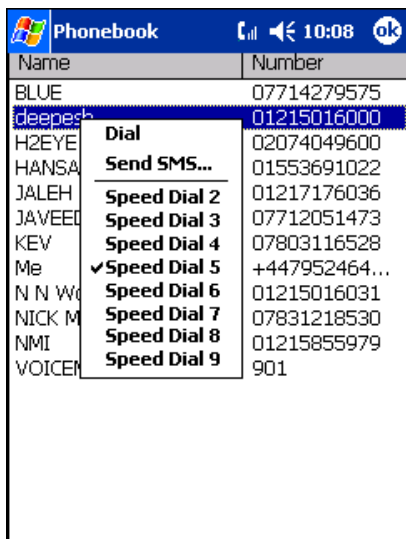 Phonebook 10:08 ok
Name Number
BLUE 07714279575
deepesh 01215016000
H2EYE 02074049600
HANSA 01553691022
JALEH 01217176036
JAVEED 07712051473
KEV 07803116528
Me +447952464...
N N Wo 01215016031
NICK M 07831218530
NMI 01215855979
VOICEM 901
Dial
Send SMS...
Speed Dial 2
Speed Dial 3
Speed Dial 4
Speed Dial 5
Speed Dial 6
Speed Dial 7
Speed Dial 8
Speed Dial 9